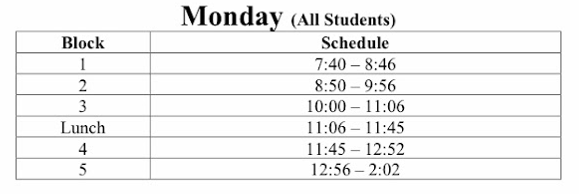 Monday (All Students)
Block Schedule
1 7:40 – 8:46
2 8:50 – 9:56
3 10:00 – 11:06
Lunch 11:06 – 11:45
4 11:45 – 12:52
5 12:56 – 2:02